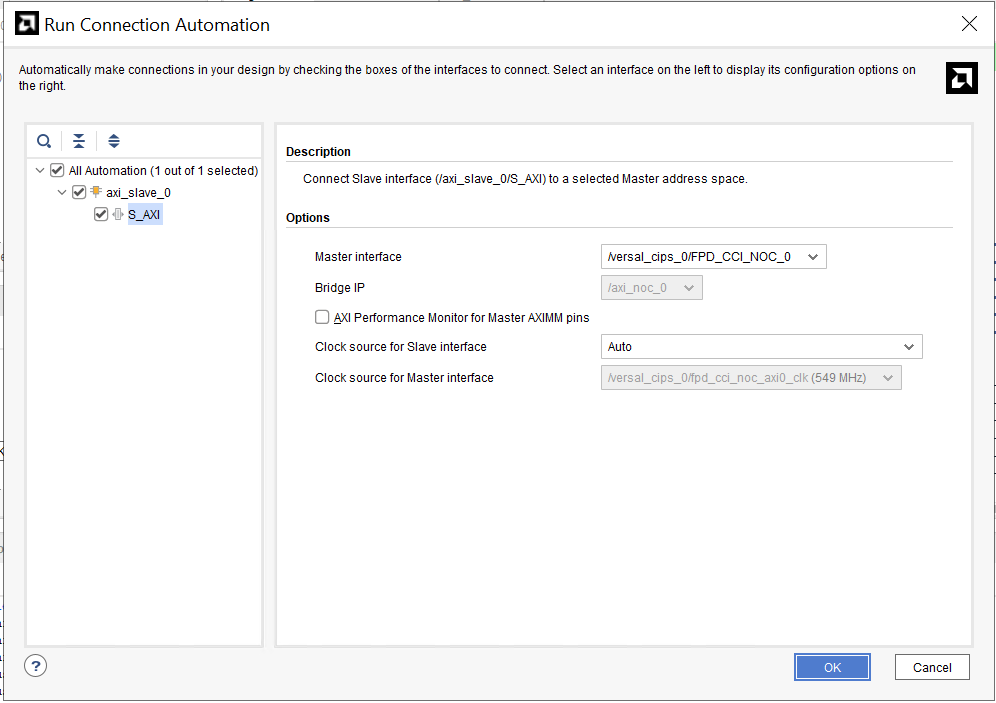 Run Connection Automation
Automatically make connections in your design by checking the boxes of the interfaces to connect. Select an interface on the left to display its configuration options on
the right.
All Automation (1 out of 1 selected)
axi_slave_0
S_AXI
Description
Connect Slave interface (/axi_slave_0/S_AXI) to a selected Master address space.
Options
Master interface
/versal_cips_0/FPD_CCI_NOC_0
Bridge IP
/axi_noc_0
AXI Performance Monitor for Master AXIMM pins
Clock source for Slave interface
Auto
Clock source for Master interface
/versal_cips_0/fpd_cci_noc_axi0_clk (549 MHz)
?
OK
Cancel